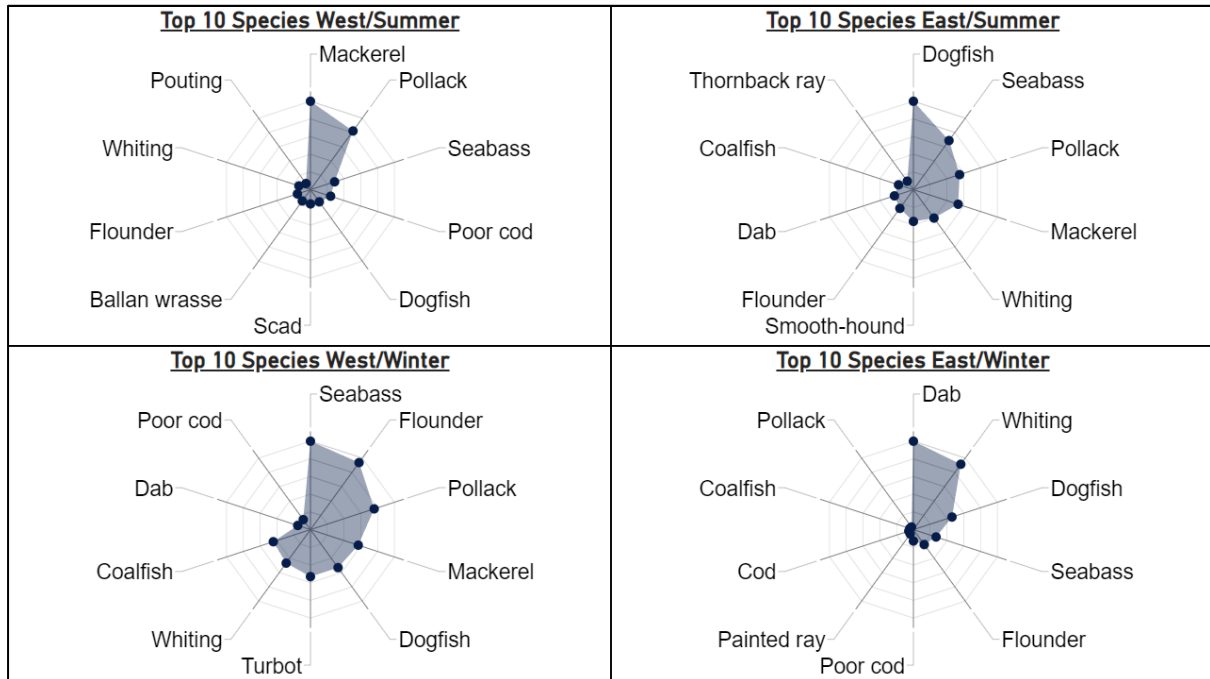 Top 10 Species West/Summer
Mackerel
Pouting
Pollack
Whiting
Seabass
Flounder
Poor cod
Ballan wrasse
Dogfish
Scad
Top 10 Species East/Summer
Dogfish
Thornback ray
Seabass
Coalfish
Pollack
Dab
Mackerel
Flounder
Whiting
Smooth-hound
Top 10 Species West/Winter
Seabass
Poor cod
Flounder
Dab
Pollack
Coalfish
Mackerel
Whiting
Dogfish
Turbot
Top 10 Species East/Winter
Dab
Pollack
Whiting
Coalfish
Dogfish
Cod
Seabass
Painted ray
Flounder
Poor cod